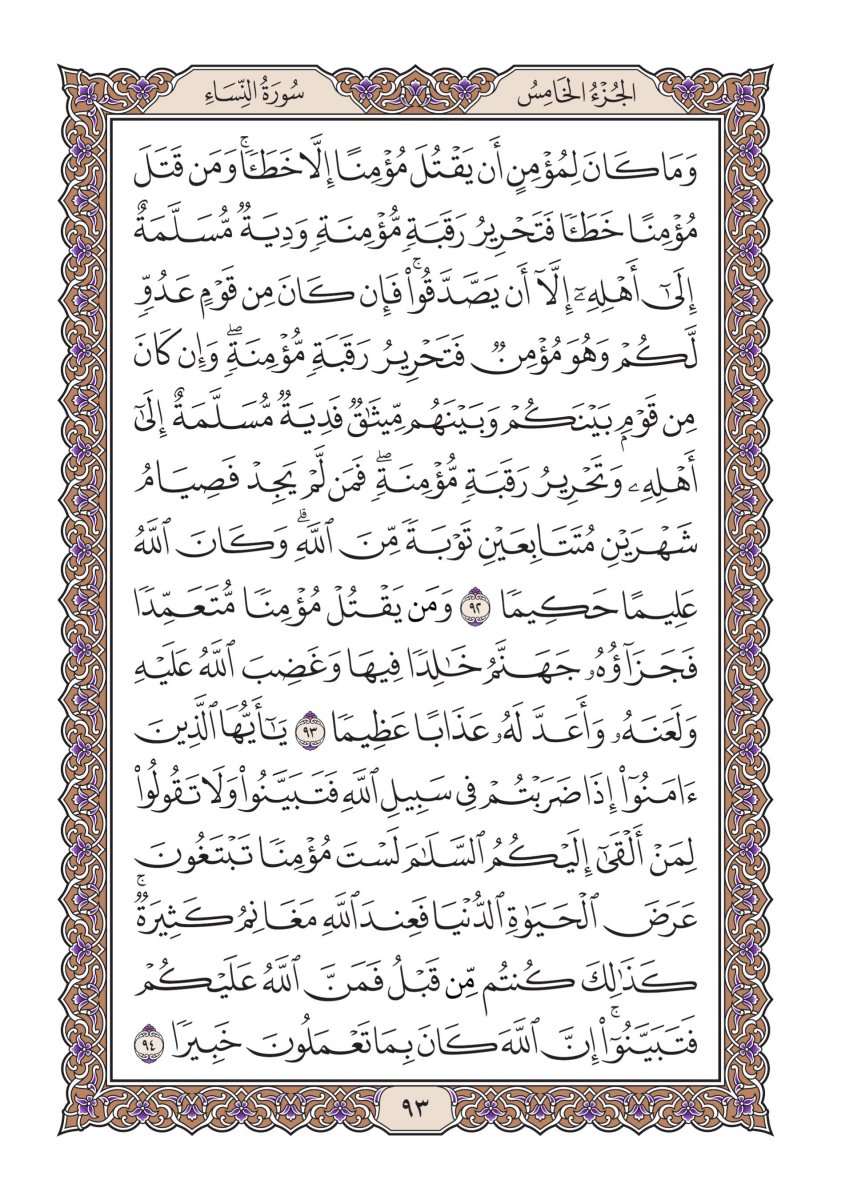 الجُزْءُ الخَامِسُ
سُورَةُ النِّسَاءِ
وَمَا كَانَ لِمُؤْمِنٍ أَن يَقْتُلَ مُؤْمِنًا إِلَّا خَطَـًٔاۚ وَمَن قَتَلَ
مُؤْمِنًا خَطَـًٔا فَتَحْرِيرُ رَقَبَةٍ مُّؤْمِنَةٍ وَدِيَةٌ مُّسَلَّمَةٌ
إِلَىٰٓ أَهْلِهِۦٓ إِلَّآ أَن يَصَّدَّقُوا۟ۚ فَإِن كَانَ مِن قَوْمٍ عَدُوٍّ
لَّكُمْ وَهُوَ مُؤْمِنٌ فَتَحْرِيرُ رَقَبَةٍ مُّؤْمِنَةٍۖ وَإِن كَانَ
مِن قَوْمٍۭ بَيْنَكُمْ وَبَيْنَهُم مِّيثَـٰقٌ فَدِيَةٌ مُّسَلَّمَةٌ إِلَىٰٓ
أَهْلِهِۦ وَتَحْرِيرُ رَقَبَةٍ مُّؤْمِنَةٍۖ فَمَن لَّمْ يَجِدْ فَصِيَامُ
شَهْرَيْنِ مُتَتَابِعَيْنِ تَوْبَةً مِّنَ ٱللَّهِۗ وَكَانَ ٱللَّهُ
عَلِيمًا حَكِيمًا ٩٢ وَمَن يَقْتُلْ مُؤْمِنًا مُّتَعَمِّدًا
فَجَزَآؤُهُۥ جَهَنَّمُ خَـٰلِدًا فِيهَا وَغَضِبَ ٱللَّهُ عَلَيْهِ
وَلَعَنَهُۥ وَأَعَدَّ لَهُۥ عَذَابًا عَظِيمًا ٩٣ يَـٰٓأَيُّهَا ٱلَّذِينَ
ءَامَنُوٓا۟ إِذَا ضَرَبْتُمْ فِى سَبِيلِ ٱللَّهِ فَتَبَيَّنُوا۟ وَلَا تَقُولُوا۟
لِمَنْ أَلْقَىٰٓ إِلَيْكُمُ ٱلسَّلَـٰمَ لَسْتَ مُؤْمِنًا تَبْتَغُونَ
عَرَضَ ٱلْحَيَوٰةِ ٱلدُّنْيَا فَعِندَ ٱللَّهِ مَغَانِمُ كَثِيرَةٌۚ
كَذَٰلِكَ كُنتُم مِّن قَبْلُ فَمَنَّ ٱللَّهُ عَلَيْكُمْ
فَتَبَيَّنُوٓا۟ۚ إِنَّ ٱللَّهَ كَانَ بِمَا تَعْمَلُونَ خَبِيرًا ٩٤
٩٣